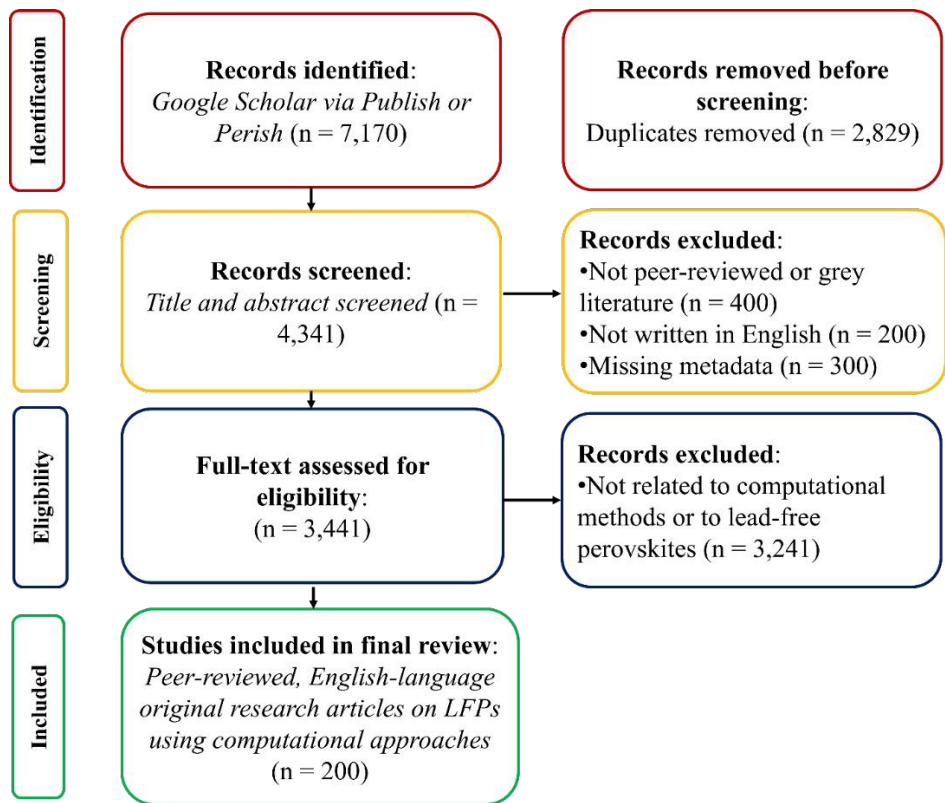 Identification
Records identified:
Google Scholar via Publish or
Perish (n = 7,170)
Records removed before
screening:
Duplicates removed (n = 2,829)
Screening
Records screened:
Title and abstract screened (n =
4,341)
Records excluded:
•Not peer-reviewed or grey
literature (n = 400)
•Not written in English (n = 200)
•Missing metadata (n = 300)
Eligibility
Full-text assessed for
eligibility:
(n = 3,441)
Records excluded:
•Not related to computational
methods or to lead-free
perovskites (n = 3,241)
Included
Studies included in final review:
Peer-reviewed, English-language
original research articles on LFPs
using computational approaches
(n = 200)